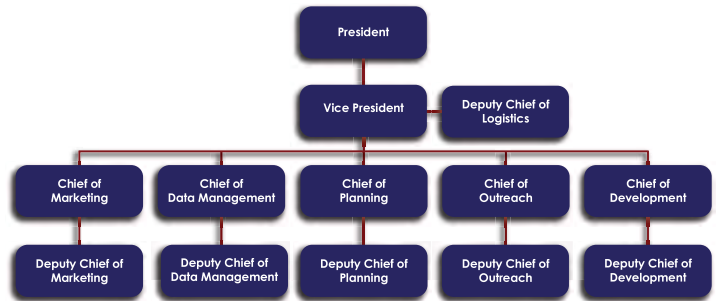 President
Vice President
Deputy Chief of
Logistics
Chief of
Marketing
Chief of
Data Management
Chief of
Planning
Chief of
Outreach
Chief of
Development
Deputy Chief of
Marketing
Deputy Chief of
Data Management
Deputy Chief of
Planning
Deputy Chief of
Outreach
Deputy Chief of
Development